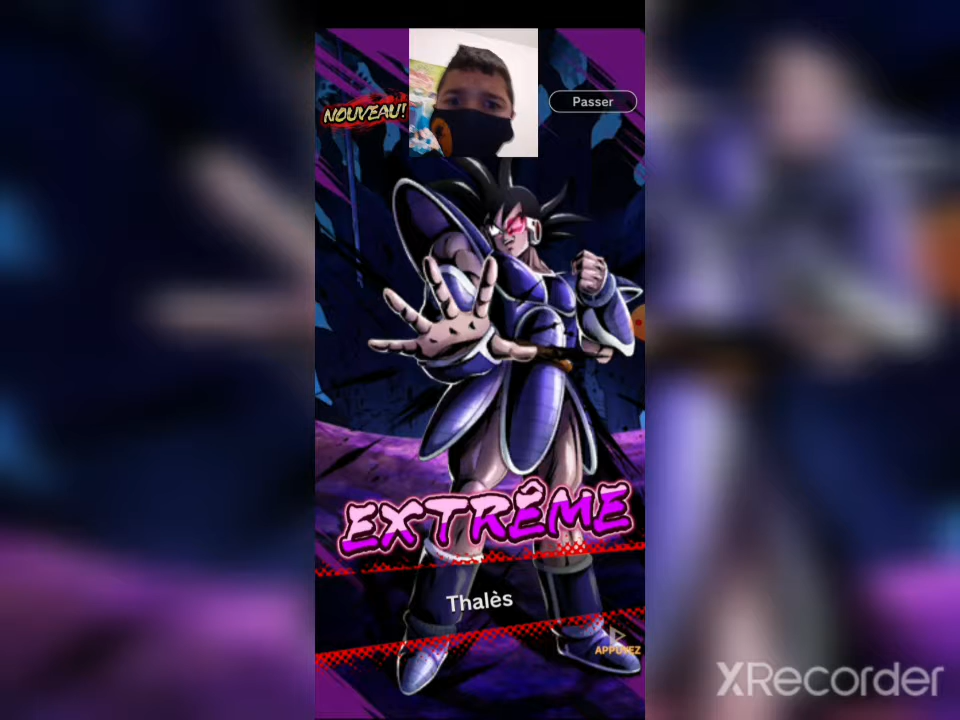 NOUVEAU!
Passer
EXTRÊME
Thalès
APPUYEZ
XRecorder